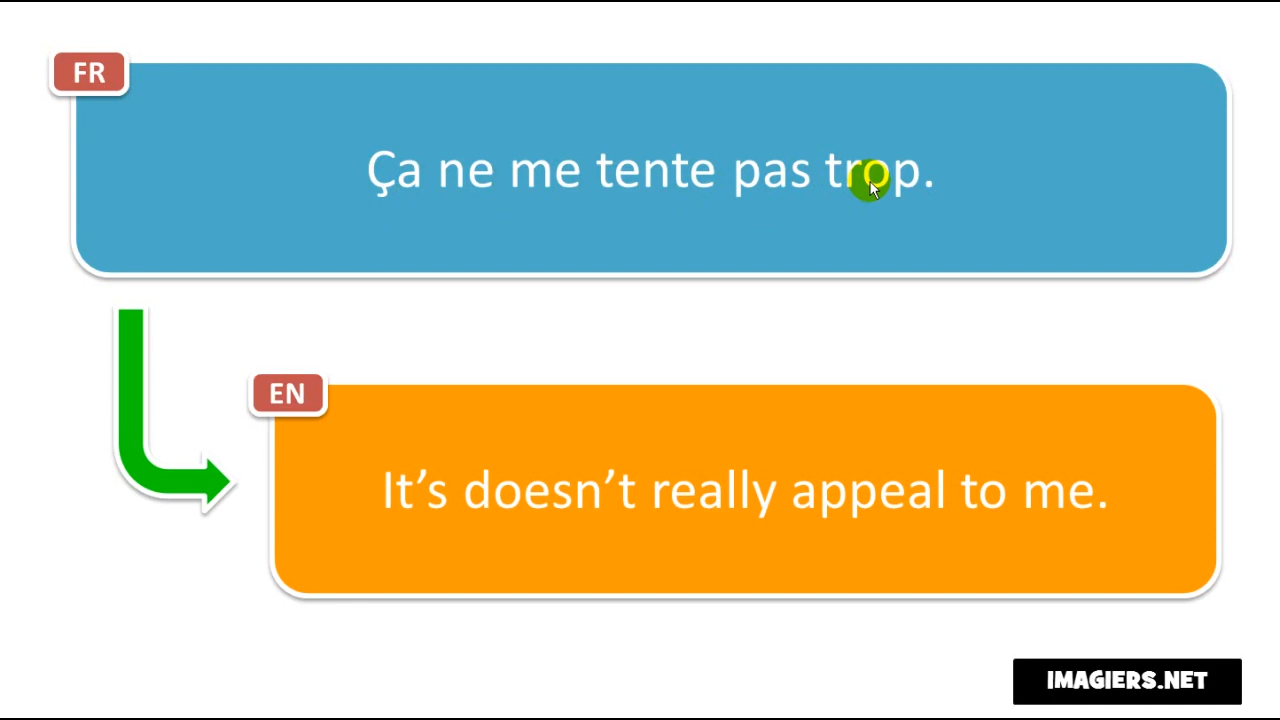 FR
Ça ne me tente pas trop.
EN
It’s doesn’t really appeal to me.
IMAGIERS.NET